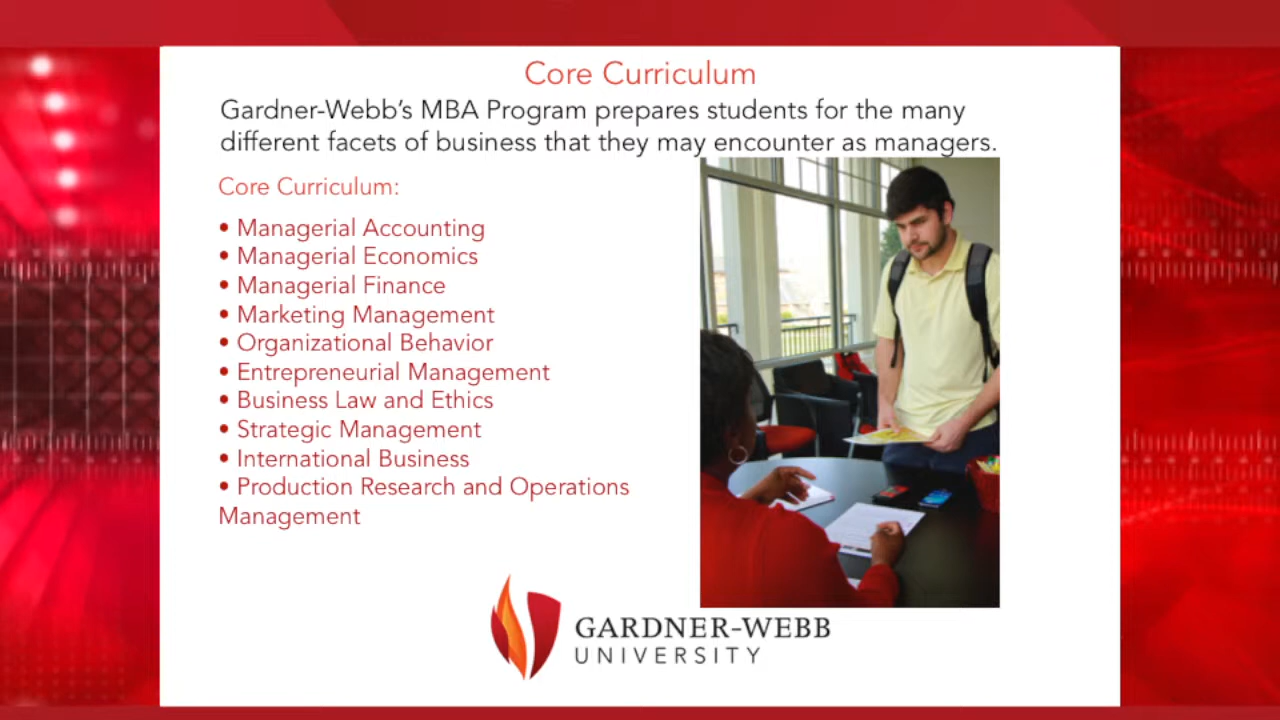 Core Curriculum
Gardner-Webb’s MBA Program prepares students for the many
different facets of business that they may encounter as managers.
Core Curriculum:
• Managerial Accounting
• Managerial Economics
• Managerial Finance
• Marketing Management
• Organizational Behavior
• Entrepreneurial Management
• Business Law and Ethics
• Strategic Management
• International Business
• Production Research and Operations
Management
GARDNER-WEBB
UNIVERSITY